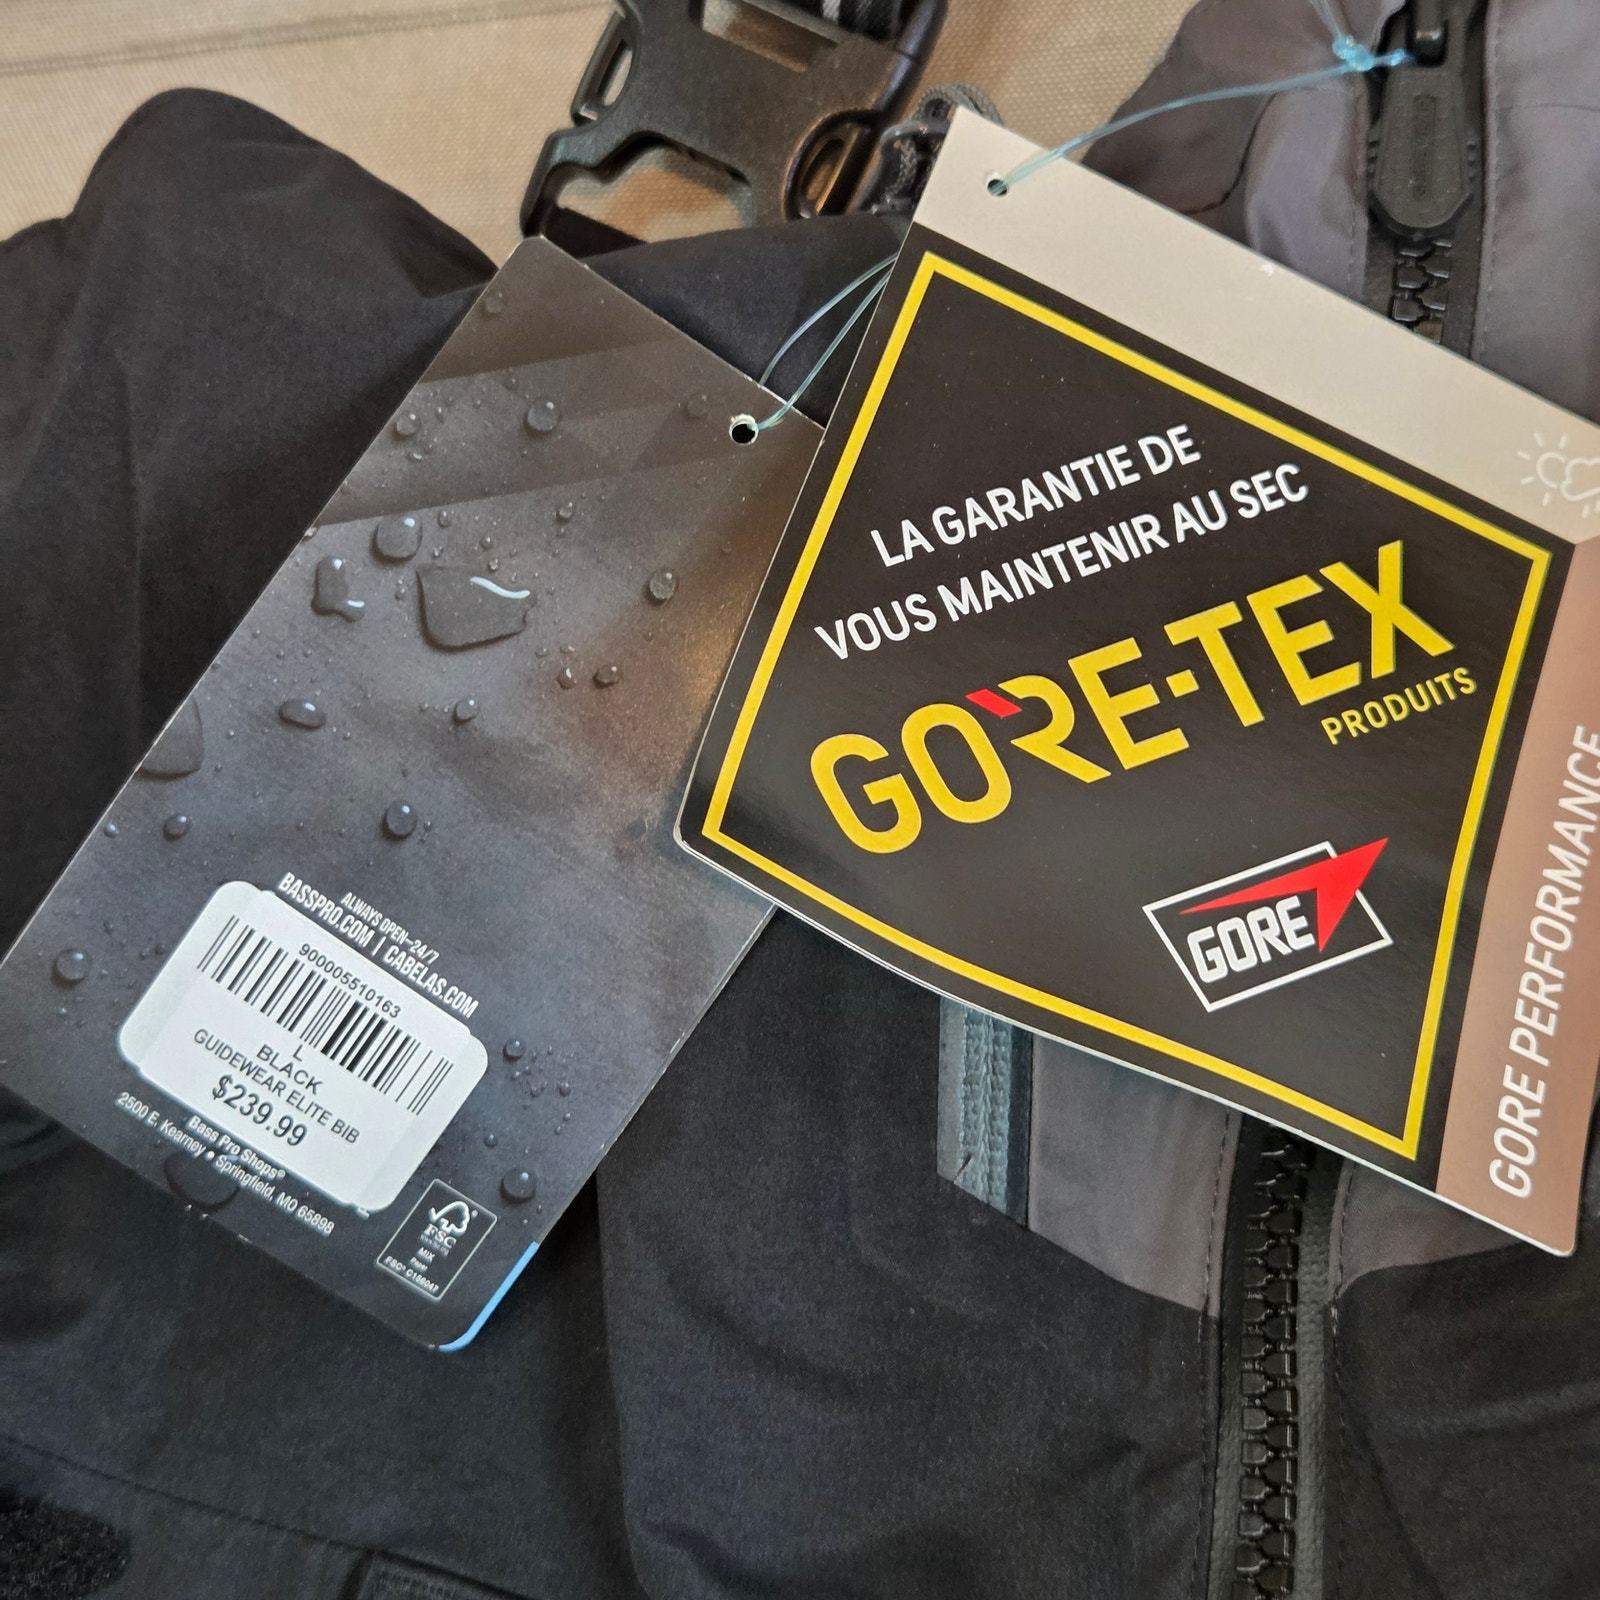 ALWAYS OPEN–24/7
BASSPRO.COM | CABELAS.COM
900005510163
L
BLACK
GUIDEWEAR ELITE BIB
$239.99
Bass Pro Shops®
2500 E. Kearney • Springfield, MO 65898
FSC
MIX
Paper
LA GARANTIE DE
VOUS MAINTENIR AU SEC
GORE-TEX
PRODUITS
GORE
GORE PERFORMANCE